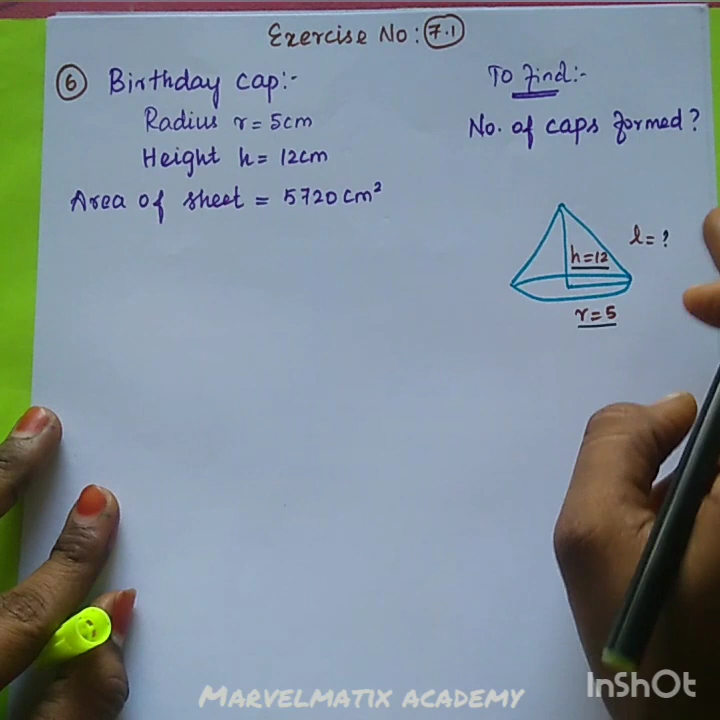 Exercise No: 7.1
6 Birthday Cap:-
Radius r = 5cm
Height h = 12cm
Area of sheet = 5720 cm²
To Find:-
No. of caps formed?
l = ?
h=12
r = 5
MARVELMATIX ACADEMY
InShOt